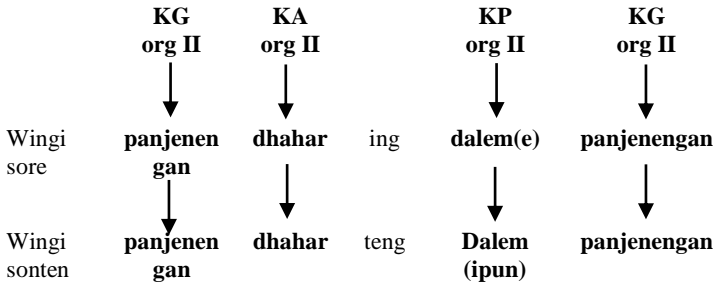 KG KA KP KG
org II org II org II org II
Wingi panjenen dhahar ing dalem(e) panjenengan
sore gan
Wingi panjenen dhahar teng Dalem panjenengan
sonten gan (ipun)